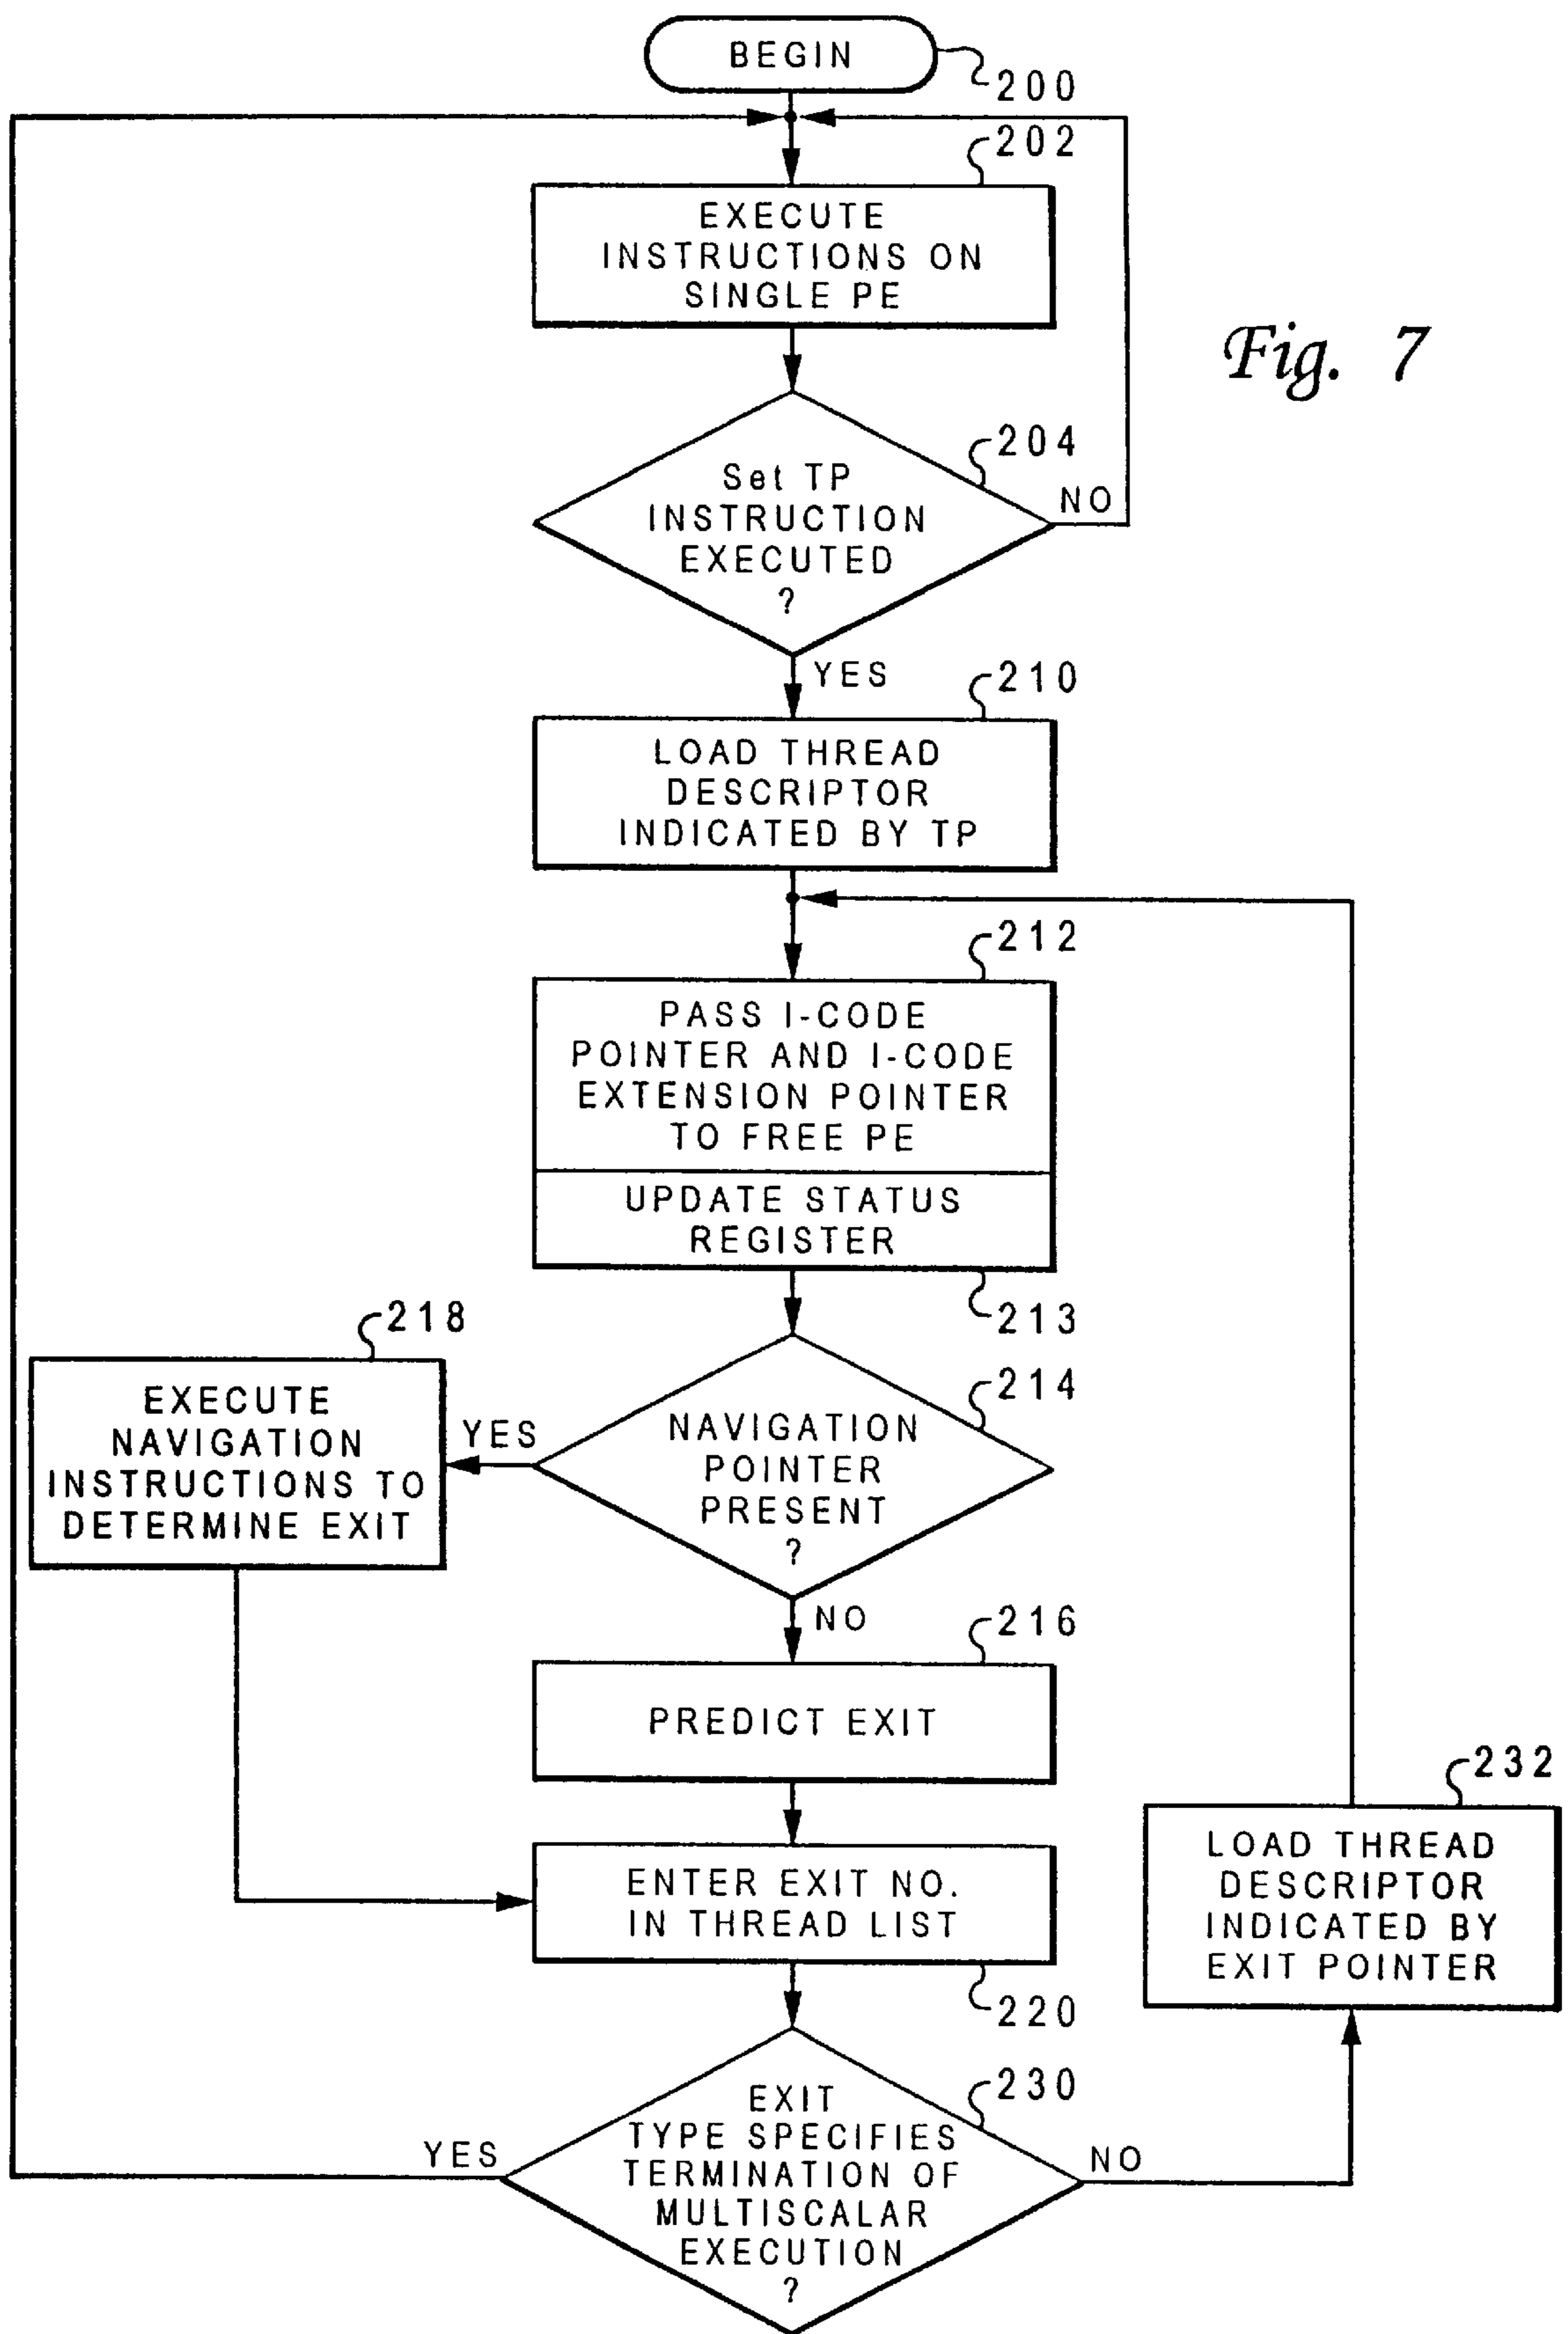 BEGIN
200
202
EXECUTE
INSTRUCTIONS ON
SINGLE PE
Fig. 7
204
Set TP
INSTRUCTION
EXECUTED
?
NO
YES
210
LOAD THREAD
DESCRIPTOR
INDICATED BY TP
212
PASS I-CODE
POINTER AND I-CODE
EXTENSION POINTER
TO FREE PE
UPDATE STATUS
REGISTER
213
218
EXECUTE
NAVIGATION
INSTRUCTIONS TO
DETERMINE EXIT
YES
214
NAVIGATION
POINTER
PRESENT
?
NO
216
PREDICT EXIT
232
LOAD THREAD
DESCRIPTOR
INDICATED BY
EXIT POINTER
ENTER EXIT NO.
IN THREAD LIST
220
230
EXIT
TYPE SPECIFIES
TERMINATION OF
MULTISCALAR
EXECUTION
?
YES
NO